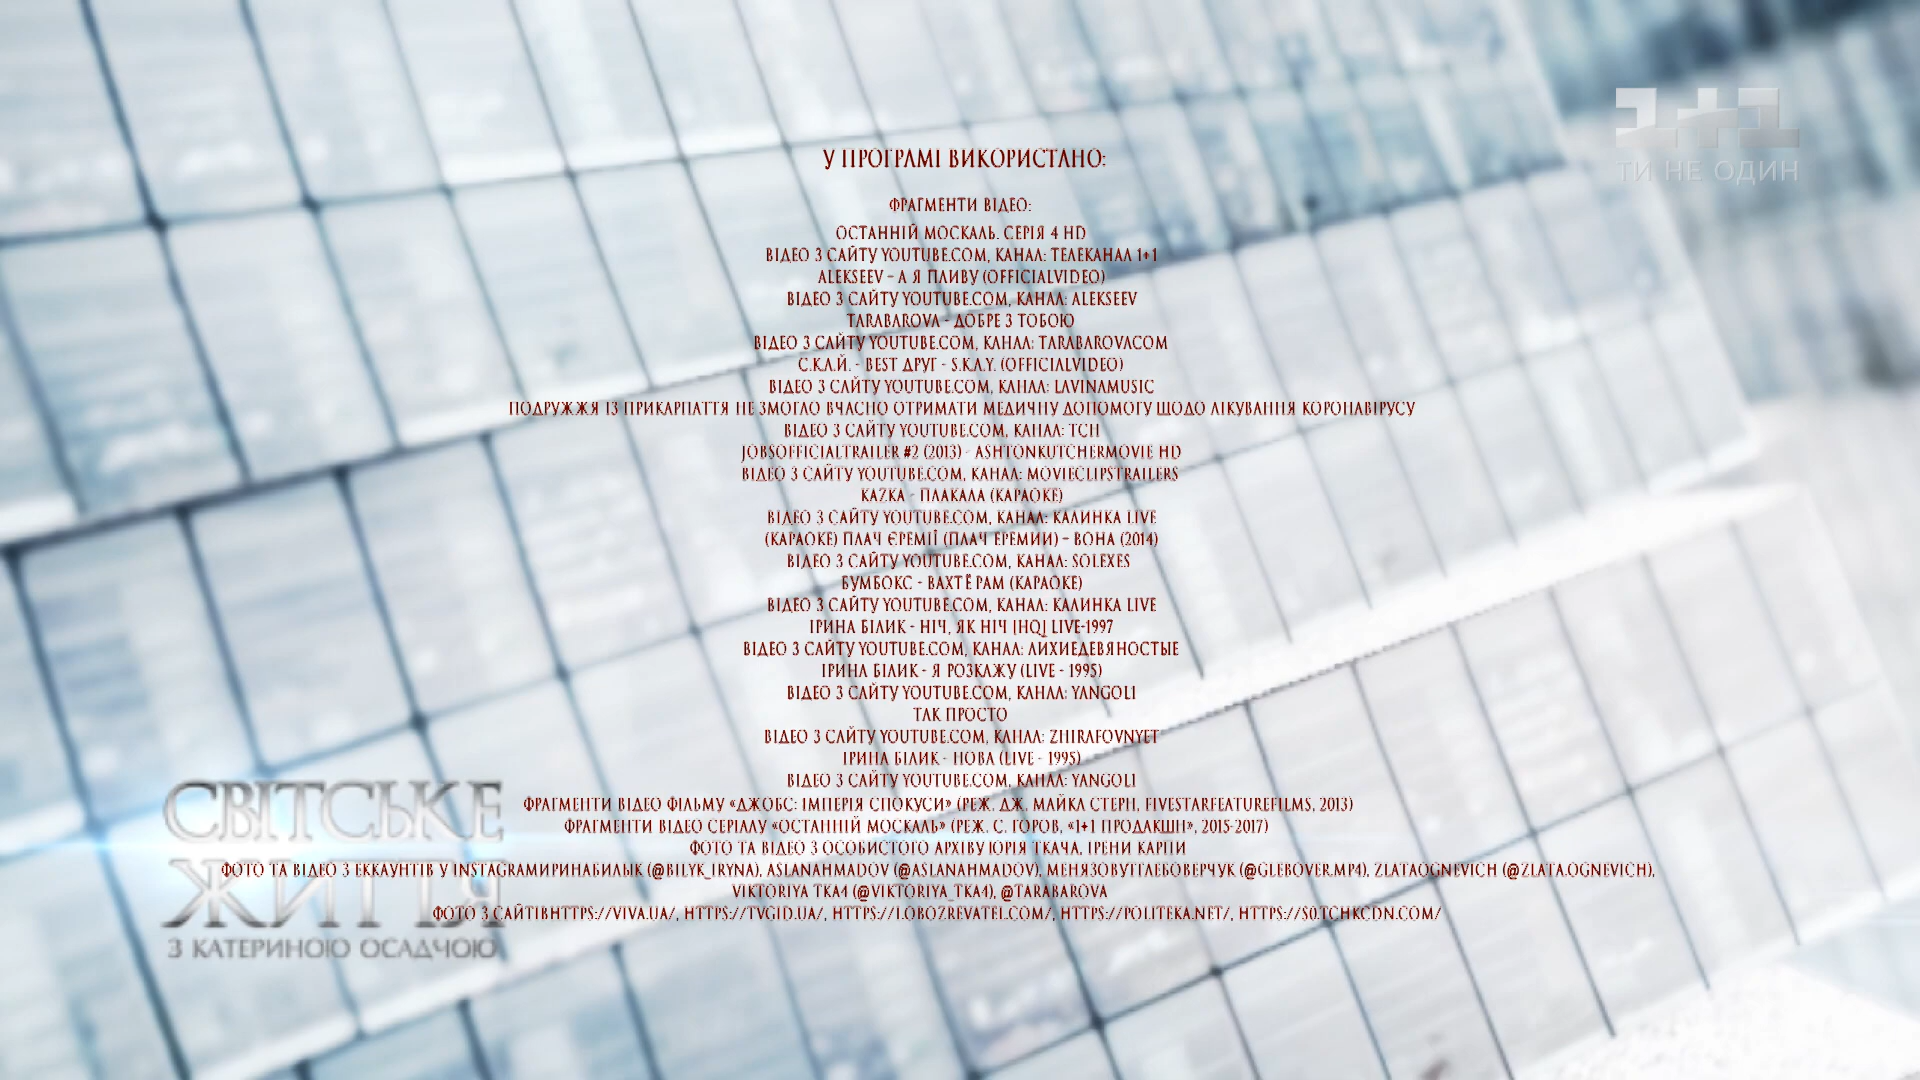 1+1
ТИ НЕ ОДИН
У ПРОГРАМІ ВИКОРИСТАНО:
ФРАГМЕНТИ ВІДЕО:
ОСТАННІЙ МОСКАЛЬ. СЕРІЯ 4 HD
ВІДЕО З САЙТУ YOUTUBE.COM, КАНАЛ: ТЕЛЕКАНАЛ 1+1
ALEKSEEV – А Я ПЛИВУ (OFFICIALVIDEO)
ВІДЕО З САЙТУ YOUTUBE.COM, КАНАЛ: ALEKSEEV
TARABAROVA - ДОБРЕ З ТОБОЮ
ВІДЕО З САЙТУ YOUTUBE.COM, КАНАЛ: TARABAROVACOM
С.К.А.Й. - BEST ДРУГ - S.K.A.Y. (OFFICIALVIDEO)
ВІДЕО З САЙТУ YOUTUBE.COM, КАНАЛ: LAVINAMUSIC
ПОДРУЖЖЯ ІЗ ПРИКАРПАТТЯ НЕ ЗМОГЛО ВЧАСНО ОТРИМАТИ МЕДИЧНУ ДОПОМОГУ ЩОДО ЛІКУВАННЯ КОРОНАВІРУСУ
ВІДЕО З САЙТУ YOUTUBE.COM, КАНАЛ: ТСН
JOBSOFFICIALTRAILER #2 (2013) - ASHTONKUTCHERMOVIE HD
ВІДЕО З САЙТУ YOUTUBE.COM, КАНАЛ: MOVIECLIPSTRAILERS
KAZKA - ПЛАКАЛА (КАРАОКЕ)
ВІДЕО З САЙТУ YOUTUBE.COM, КАНАЛ: КАЛИНКА LIVE
(КАРАОКЕ) ПЛАЧ ЄРЕМІЇ (ПЛАЧ ЕРЕМИИ) – ВОНА (2014)
ВІДЕО З САЙТУ YOUTUBE.COM, КАНАЛ: SOLEXES
БУМБОКС - ВАХТЁРАМ (КАРАОКЕ)
ВІДЕО З САЙТУ YOUTUBE.COM, КАНАЛ: КАЛИНКА LIVE
ІРИНА БІЛИК - НІЧ, ЯК НІЧ [HQ] LIVE-1997
ВІДЕО З САЙТУ YOUTUBE.COM, КАНАЛ: ЛИХИЕДЕВЯНОСТЫЕ
ІРИНА БІЛИК - Я РОЗКАЖУ (LIVE - 1995)
ВІДЕО З САЙТУ YOUTUBE.COM, КАНАЛ: YANGOL1
ТАК ПРОСТО
ВІДЕО З САЙТУ YOUTUBE.COM, КАНАЛ: ZHIRAFOVNYET
ІРИНА БІЛИК - НОВА (LIVE - 1995)
ВІДЕО З САЙТУ YOUTUBE.COM, КАНАЛ: YANGOL1
ФРАГМЕНТИ ВІДЕО ФІЛЬМУ «ДЖОБС: ІМПЕРІЯ СПОКУСИ» (РЕЖ. ДЖ. МАЙКЛ СТЕРН, FIVESTARFEATUREFILMS, 2013)
ФРАГМЕНТИ ВІДЕО СЕРІАЛУ «ОСТАННІЙ МОСКАЛЬ» (РЕЖ. С. ГОРОВ, «1+1 ПРОДАКШН», 2015-2017)
ФОТО ТА ВІДЕО З ОСОБИСТОГО АРХІВУ ЮРІЯ ТКАЧА, ІРЕНИ КАРПИ
ФОТО ТА ВІДЕО З ЕККАУНТІВ У INSTAGRAMИРИНАБИЛЫК (@BILYK_IRYNA), ASLANAHMADOV (@ASLANAHMADOV), МЕНЯЗОВУТГЛЕБОВЕРЧУК (@GLEBOVER.MP4), ZLATAOGNEVICH (@ZLATA.OGNEVICH),
VIKTORIYA TKA4 (@VIKTORIYA_TKA4), @TARABAROVA
ФОТО З САЙТІВHTTPS://VIVA.UA/, HTTPS://TVGID.UA/, HTTPS://I.OBOZREVATEL.COM/, HTTPS://POLITEKA.NET/, HTTPS://S0.TCHKCDN.COM/
СВІТСЬКЕ
ЖИТТЯ
З КАТЕРИНОЮ ОСАДЧОЮ